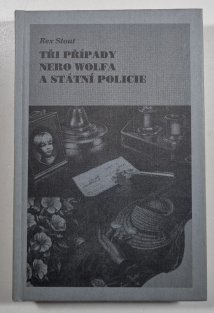 Rex Stout
TŘI PŘÍPADY
NERO WOLFA
A STÁTNÍ POLICIE